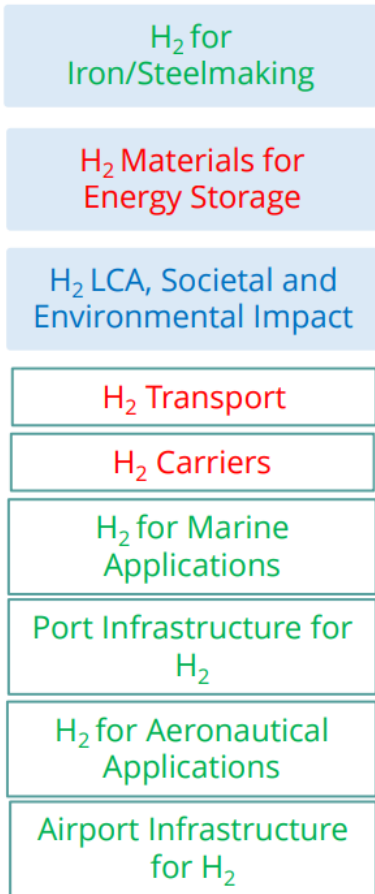 H₂ for
Iron/Steelmaking
H₂ Materials for
Energy Storage
H₂ LCA, Societal and
Environmental Impact
H₂ Transport
H₂ Carriers
H₂ for Marine
Applications
Port Infrastructure for
H₂
H₂ for Aeronautical
Applications
Airport Infrastructure
for H₂